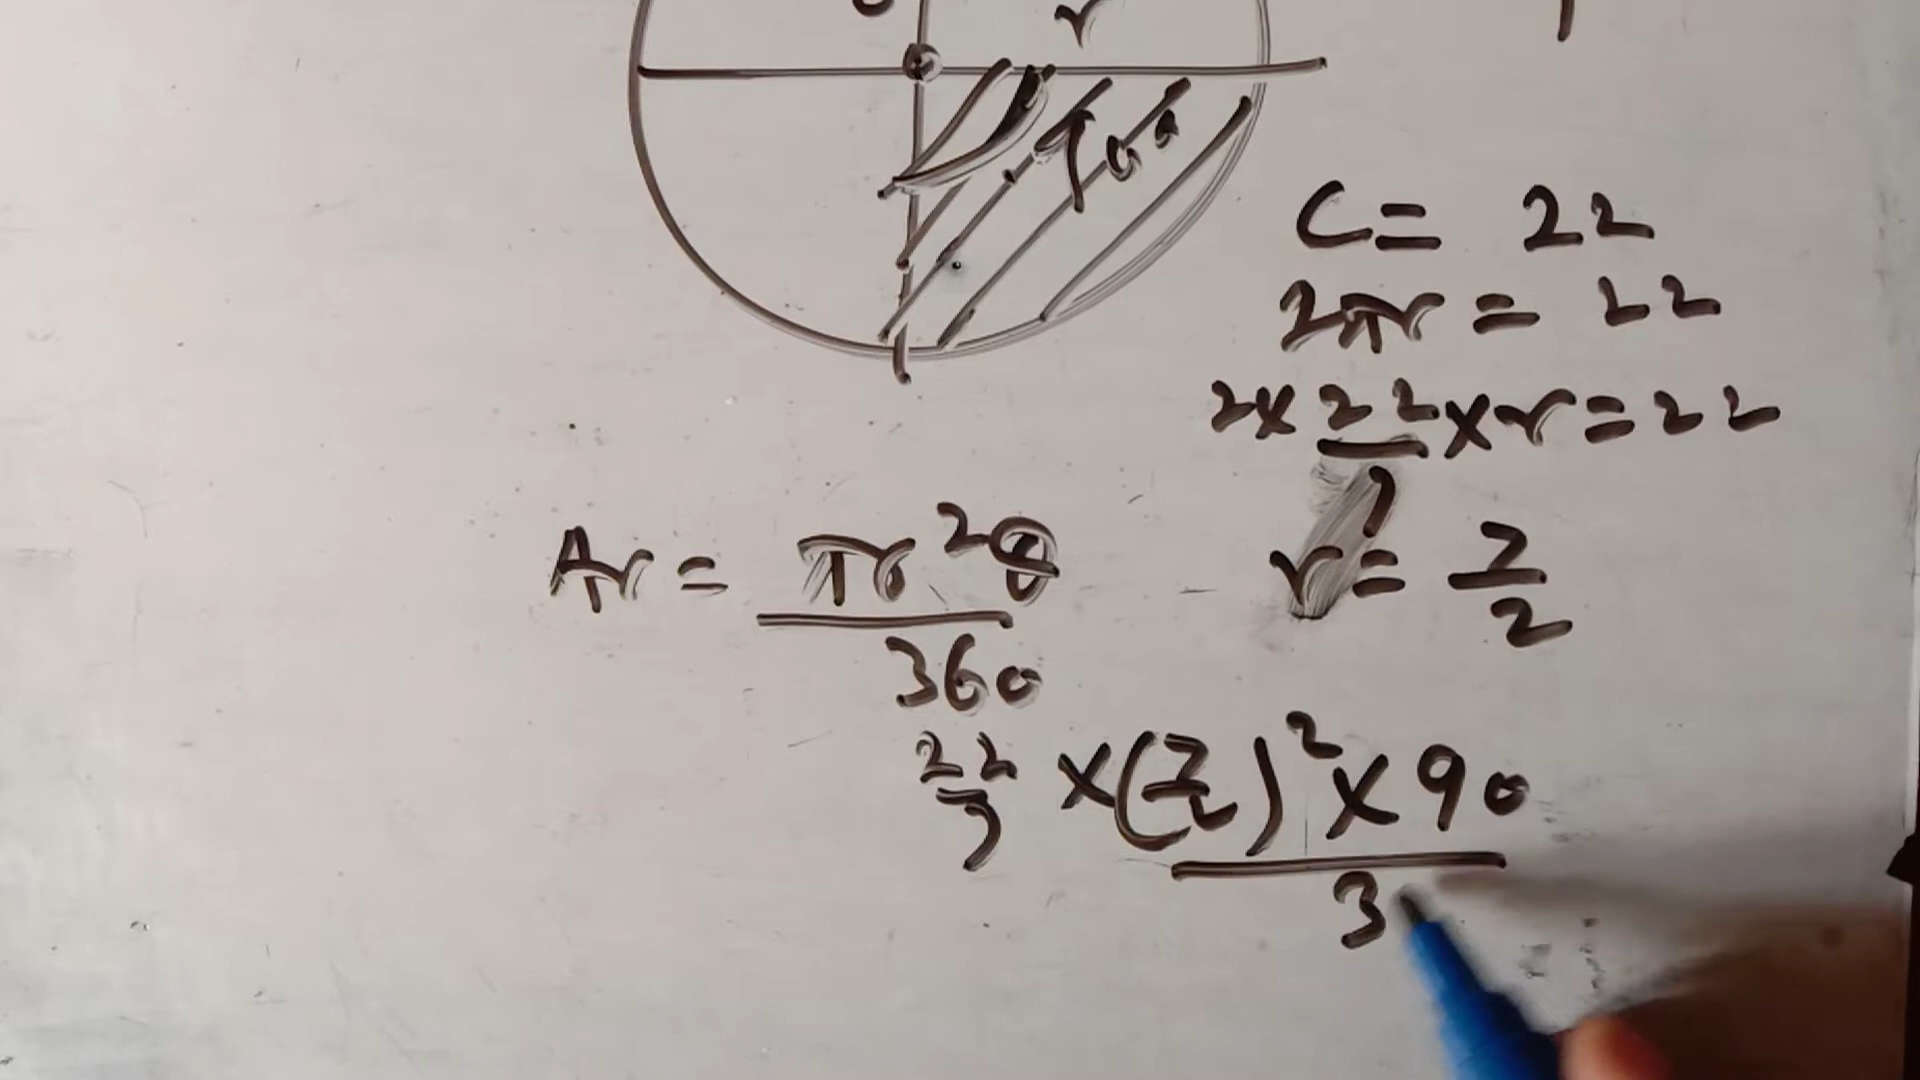 r
90°
C = 22
2πr = 22
2 × 22/7 × r = 22
r = 7/2
Ar = πr²θ
360
22/7 × (7/2)² × 90
3